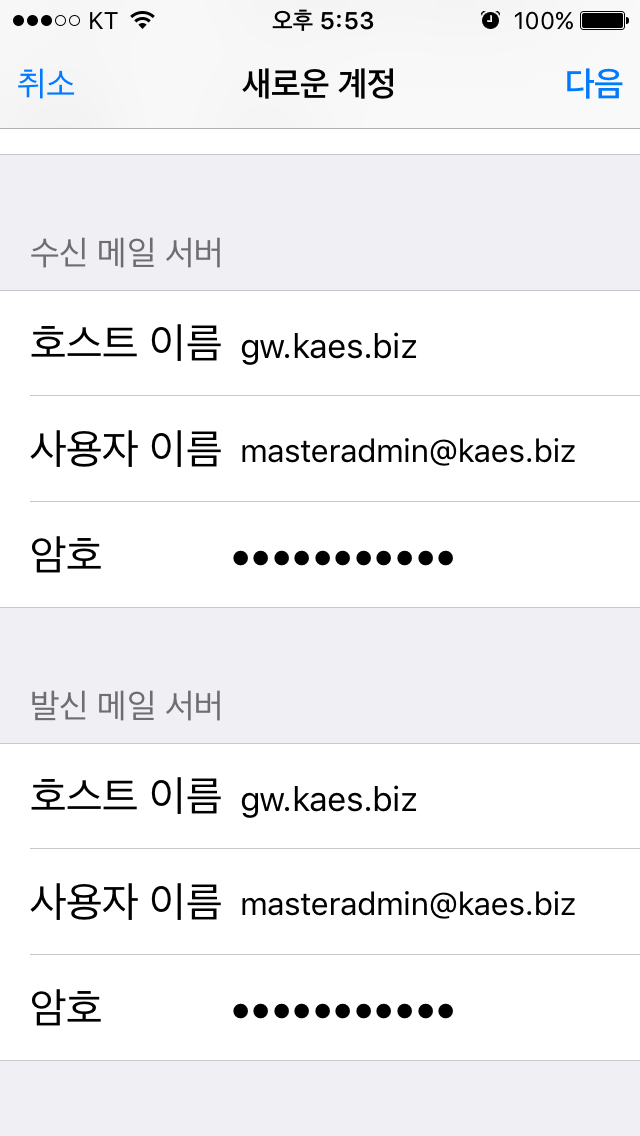 KT 오후 5:53 100%
취소 새로운 계정 다음
수신 메일 서버
호스트 이름 gw.kaes.biz
사용자 이름 masteradmin@kaes.biz
암호 •••••••••••
발신 메일 서버
호스트 이름 gw.kaes.biz
사용자 이름 masteradmin@kaes.biz
암호 •••••••••••